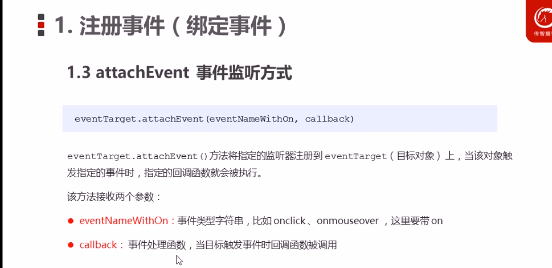 1. 注册事件（绑定事件）
1.3 attachEvent 事件监听方式
eventTarget.attachEvent(eventNameWithOn, callback)
eventTarget.attachEvent()方法将指定的监听器注册到 eventTarget（目标对象）上，当该对象触
发指定的事件时，指定的回调函数就会被执行。
该方法接收两个参数：
● eventNameWithOn：事件类型字符串，比如 onclick 、onmouseover ，这里要带 on
● callback： 事件处理函数，当目标触发事件时回调函数被调用